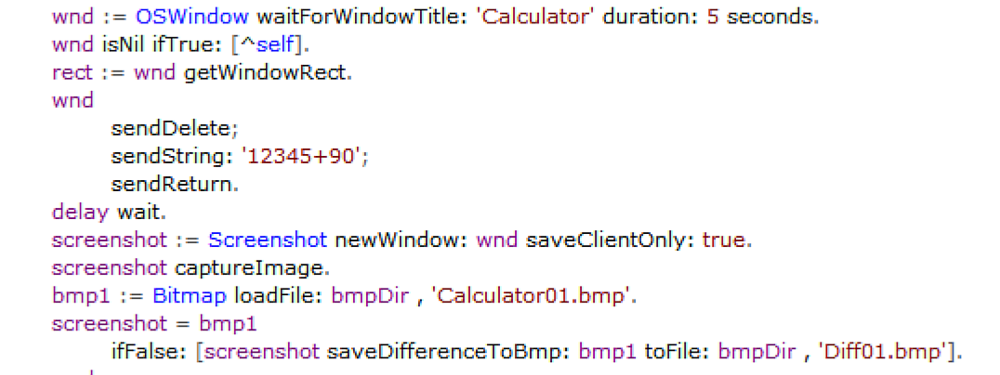 wnd := OSWindow waitForWindowTitle: 'Calculator' duration: 5 seconds.
wnd isNil ifTrue: [^self].
rect := wnd getWindowRect.
wnd
sendDelete;
sendString: '12345+90';
sendReturn.
delay wait.
screenshot := Screenshot newWindow: wnd saveClientOnly: true.
screenshot captureImage.
bmp1 := Bitmap loadFile: bmpDir , 'Calculator01.bmp'.
screenshot = bmp1
ifFalse: [screenshot saveDifferenceToBmp: bmp1 toFile: bmpDir , 'Diff01.bmp'].